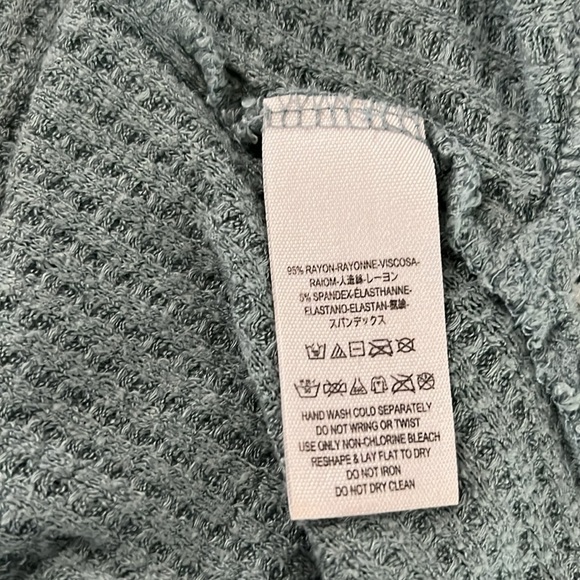 95% RAYON-RAYONNE-VISCOSA-
RAIOM-人造絲-レーヨン
5% SPANDEX-ÉLASTHANNE-
ELASTANO-ELASTAN-
スパンデックス
HAND WASH COLD SEPARATELY
DO NOT WRING OR TWIST
USE ONLY NON-CHLORINE BLEACH
RESHAPE & LAY FLAT TO DRY
DO NOT IRON
DO NOT DRY CLEAN